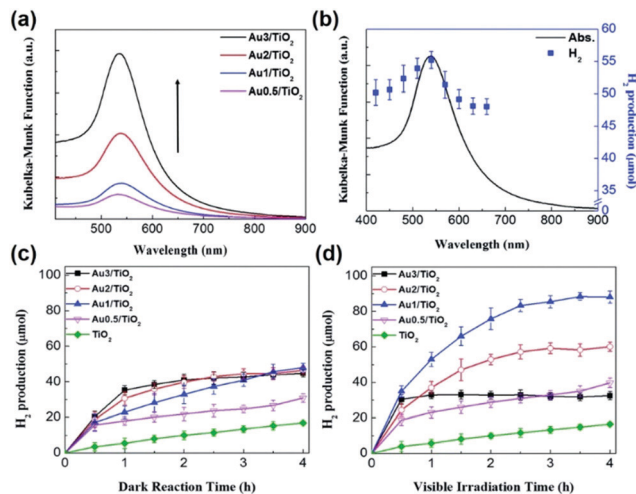 (a)
Au3/TiO₂
Au2/TiO₂
Au1/TiO₂
Au0.5/TiO₂
Kubelka-Munk Function (a.u.)
500 600 700 800 900
Wavelength (nm)
(b)
Abs.
H₂
Kubelka-Munk Function (a.u.)
60
55
50
45
40
35
0
H₂ production (μmol)
400 500 600 700 800 900
Wavelength (nm)
(c)
Au3/TiO₂
Au2/TiO₂
Au1/TiO₂
Au0.5/TiO₂
TiO₂
H₂ production (μmol)
100
80
60
40
20
0
0 1 2 3 4
Dark Reaction Time (h)
(d)
Au3/TiO₂
Au2/TiO₂
Au1/TiO₂
Au0.5/TiO₂
TiO₂
H₂ production (μmol)
100
80
60
40
20
0
0 1 2 3 4
Visible Irradiation Time (h)